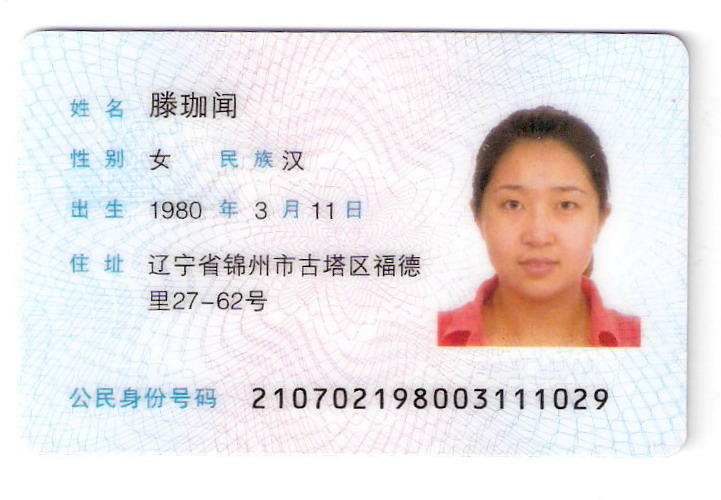 姓名 滕珈闻
性别 女 民族 汉
出生 1980 年 3 月 11 日
住址 辽宁省锦州市古塔区福德
里27-62号
公民身份号码 210702198003111029